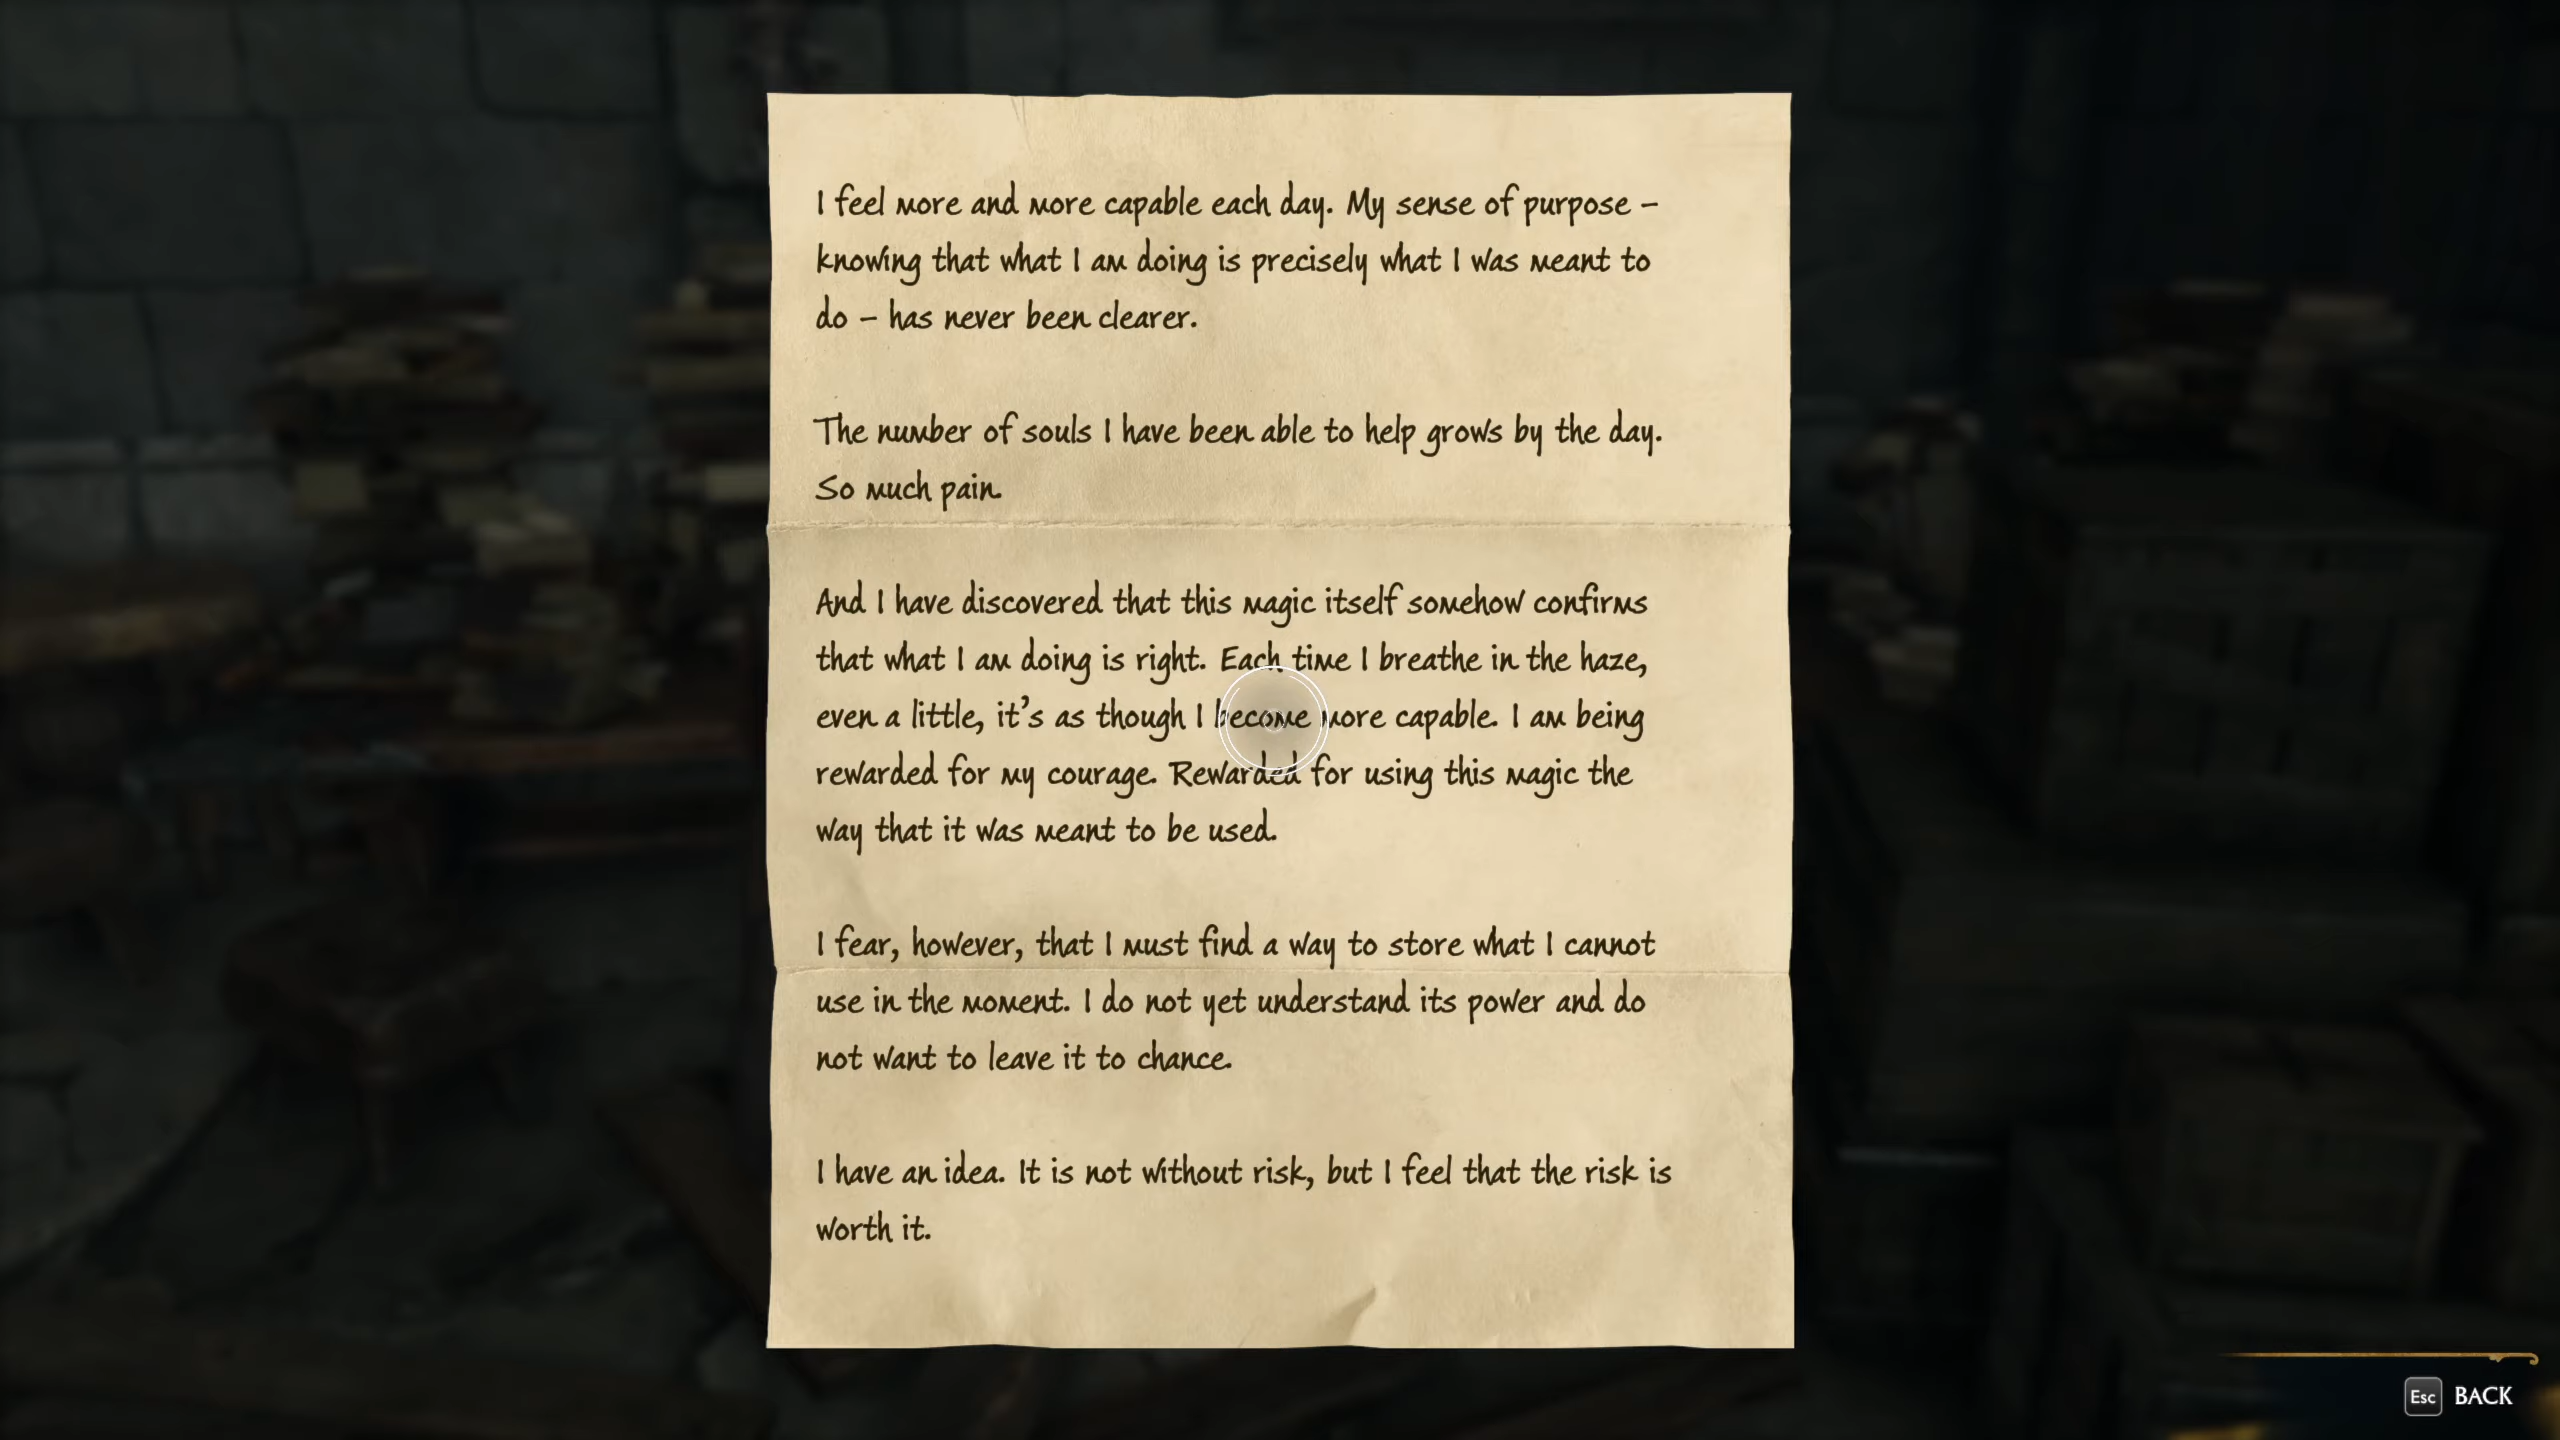 I feel more and more capable each day. My sense of purpose –
knowing that what I am doing is precisely what I was meant to
do – has never been clearer.
The number of souls I have been able to help grows by the day.
So much pain.
And I have discovered that this magic itself somehow confirms
that what I am doing is right. Each time I breathe in the haze,
even a little, it's as though I become more capable. I am being
rewarded for my courage. Rewarded for using this magic the
way that it was meant to be used.
I fear, however, that I must find a way to store what I cannot
use in the moment. I do not yet understand its power and do
not want to leave it to chance.
I have an idea. It is not without risk, but I feel that the risk is
worth it.
Esc BACK